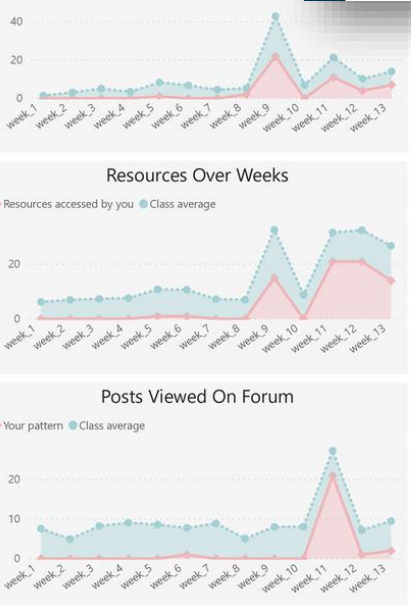 40
20
0
week_1 week_2 week_3 week_4 week_5 week_6 week_7 week_8 week_9 week_10 week_11 week_12 week_13
Resources Over Weeks
Resources accessed by you Class average
20
0
week_1 week_2 week_3 week_4 week_5 week_6 week_7 week_8 week_9 week_10 week_11 week_12 week_13
Posts Viewed On Forum
Your pattern Class average
20
10
0
week_1 week_2 week_3 week_4 week_5 week_6 week_7 week_8 week_9 week_10 week_11 week_12 week_13